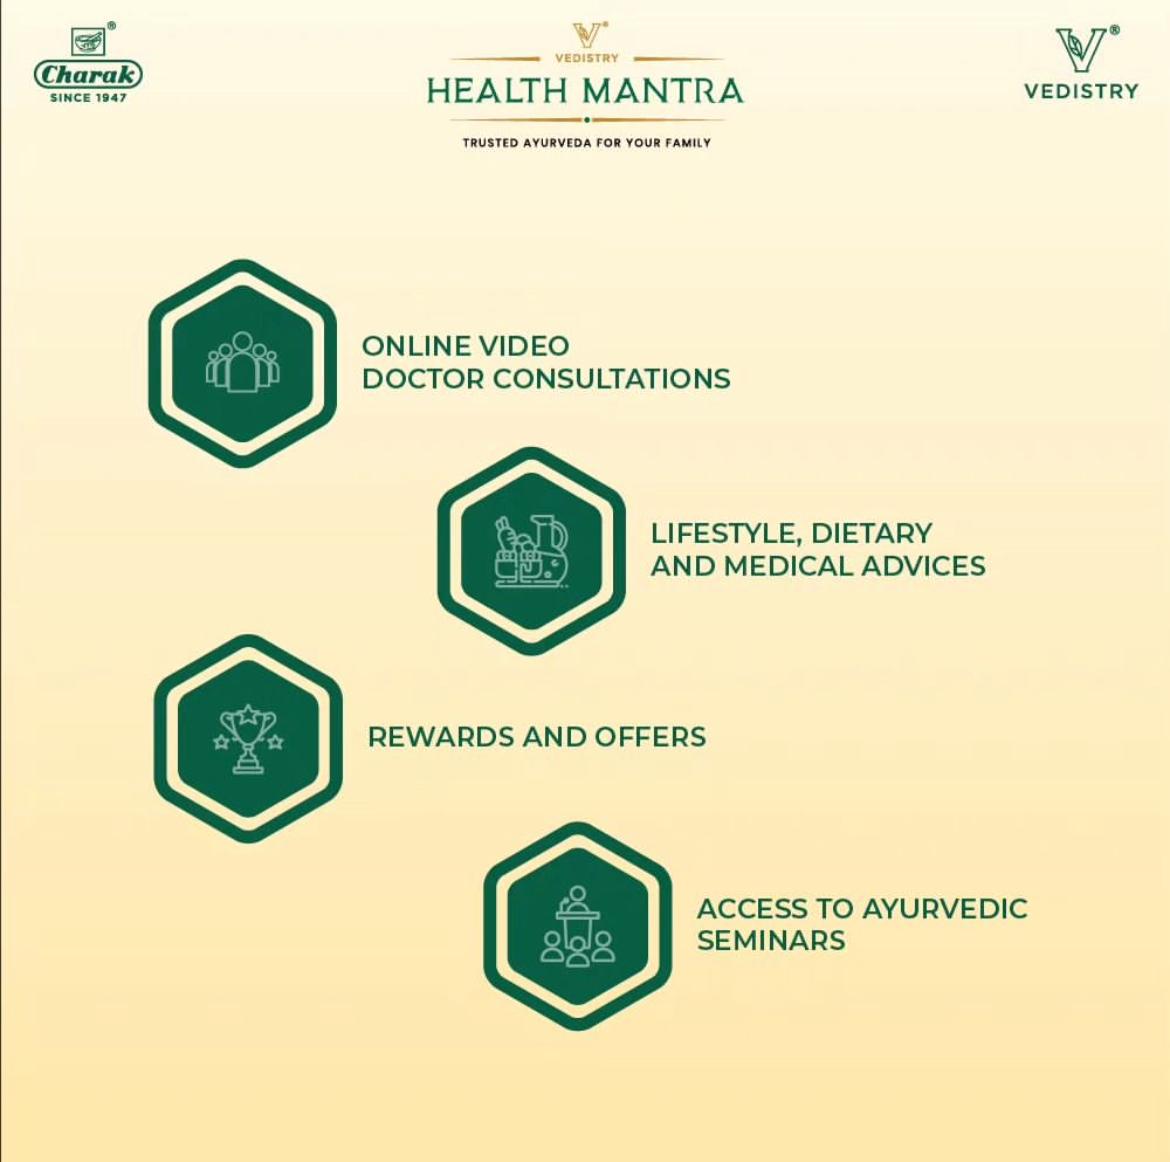 Charak
SINCE 1947
VEDISTRY
HEALTH MANTRA
TRUSTED AYURVEDA FOR YOUR FAMILY
VEDISTRY
ONLINE VIDEO
DOCTOR CONSULTATIONS
LIFESTYLE, DIETARY
AND MEDICAL ADVICES
REWARDS AND OFFERS
ACCESS TO AYURVEDIC
SEMINARS